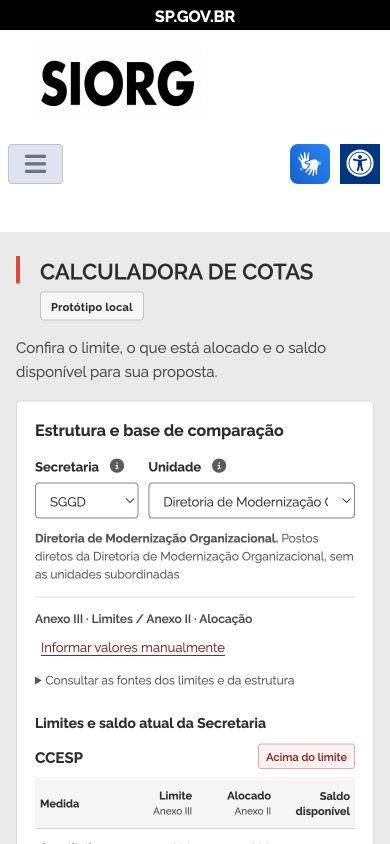 SP.GOV.BR
SIORG
CALCULADORA DE COTAS
Protótipo local
Confira o limite, o que está alocado e o saldo
disponível para sua proposta.
Estrutura e base de comparação
Secretaria
Unidade
SGGD
Diretoria de Modernização
Diretoria de Modernização Organizacional. Postos
diretos da Diretoria de Modernização Organizacional, sem
as unidades subordinadas
Anexo III · Limites / Anexo II · Alocação
Informar valores manualmente
Consultar as fontes dos limites e da estrutura
Limites e saldo atual da Secretaria
CCESP
Acima do limite
Medida
Limite
Anexo III
Alocado
Anexo II
Saldo
disponível